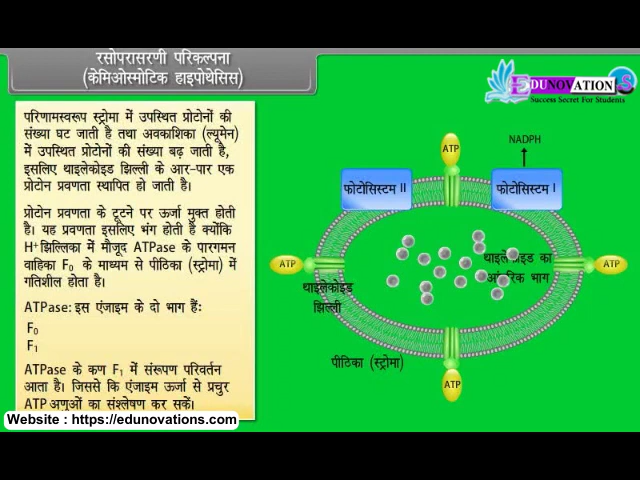 रसोपरासरणी परिकल्पना
(केमिओस्मोटिक हाइपोथेसिस)
EDUNOVATIONS
Success Secret For Students
परिणामस्वरूप स्ट्रोमा में उपस्थित प्रोटोनों की
संख्या घट जाती है तथा अवकाशिका (ल्यूमेन)
में उपस्थित प्रोटोनों की संख्या बढ़ जाती है,
इसलिए थाइलेकोइड झिल्ली के आर-पार एक
प्रोटोन प्रवणता स्थापित हो जाती है।
प्रोटोन प्रवणता के टूटने पर ऊर्जा मुक्त होती
है। यह प्रवणता इसलिए भंग होती है क्योंकि
H⁺झिल्लिका में मौजूद ATPase के पारगमन
वाहिका F₀ के माध्यम से पीठिका (स्ट्रोमा) में
गतिशील होता है।
ATPase: इस एंजाइम के दो भाग हैंः
F₀
F₁
ATPase के कण F₁ में संरूपण परिवर्तन
आता है। जिससे कि एंजाइम ऊर्जा से प्रचुर
ATP अणुओं का संश्लेषण कर सकें।
NADPH
ATP
फोटोसिस्टम II
फोटोसिस्टम I
ATP
थाइलेकोइड का
आंतरिक भाग
ATP
थाइलेकोइड
झिल्ली
पीठिका (स्ट्रोमा)
ATP
Website : https://edunovations.com